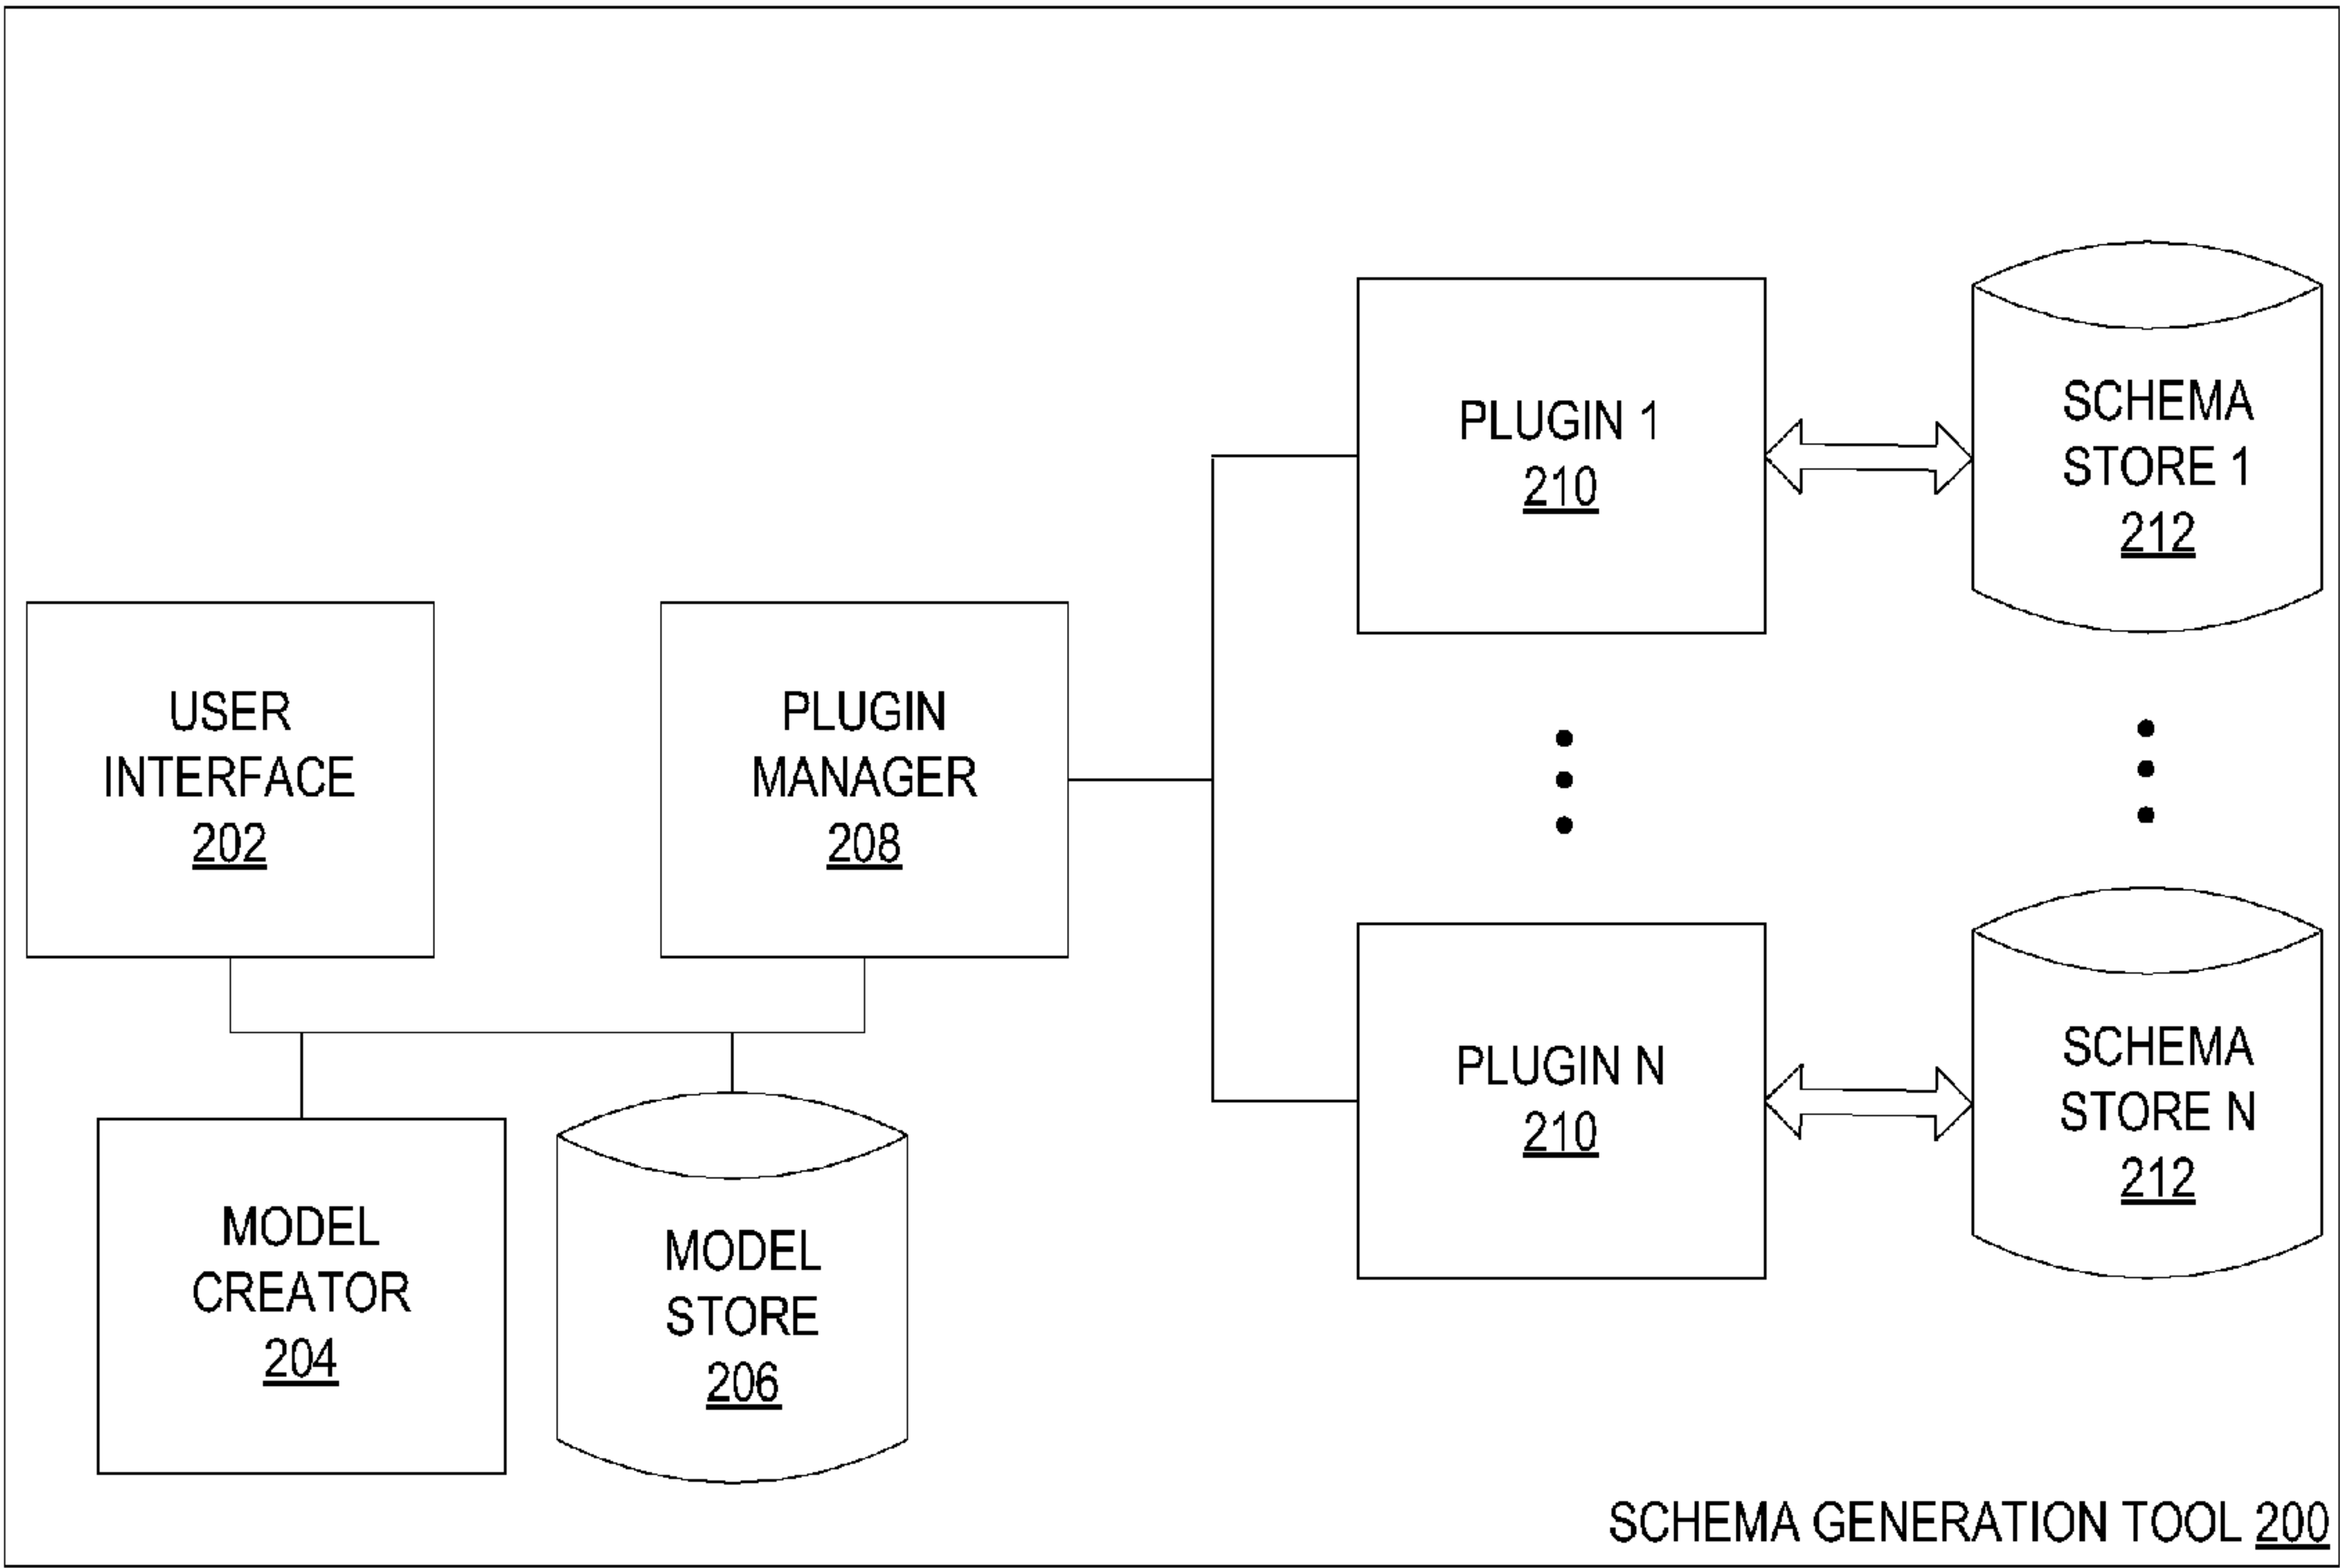 USER
INTERFACE
202
PLUGIN
MANAGER
208
MODEL
CREATOR
204
MODEL
STORE
206
PLUGIN 1
210
SCHEMA
STORE 1
212
PLUGIN N
210
SCHEMA
STORE N
212
SCHEMA GENERATION TOOL 200